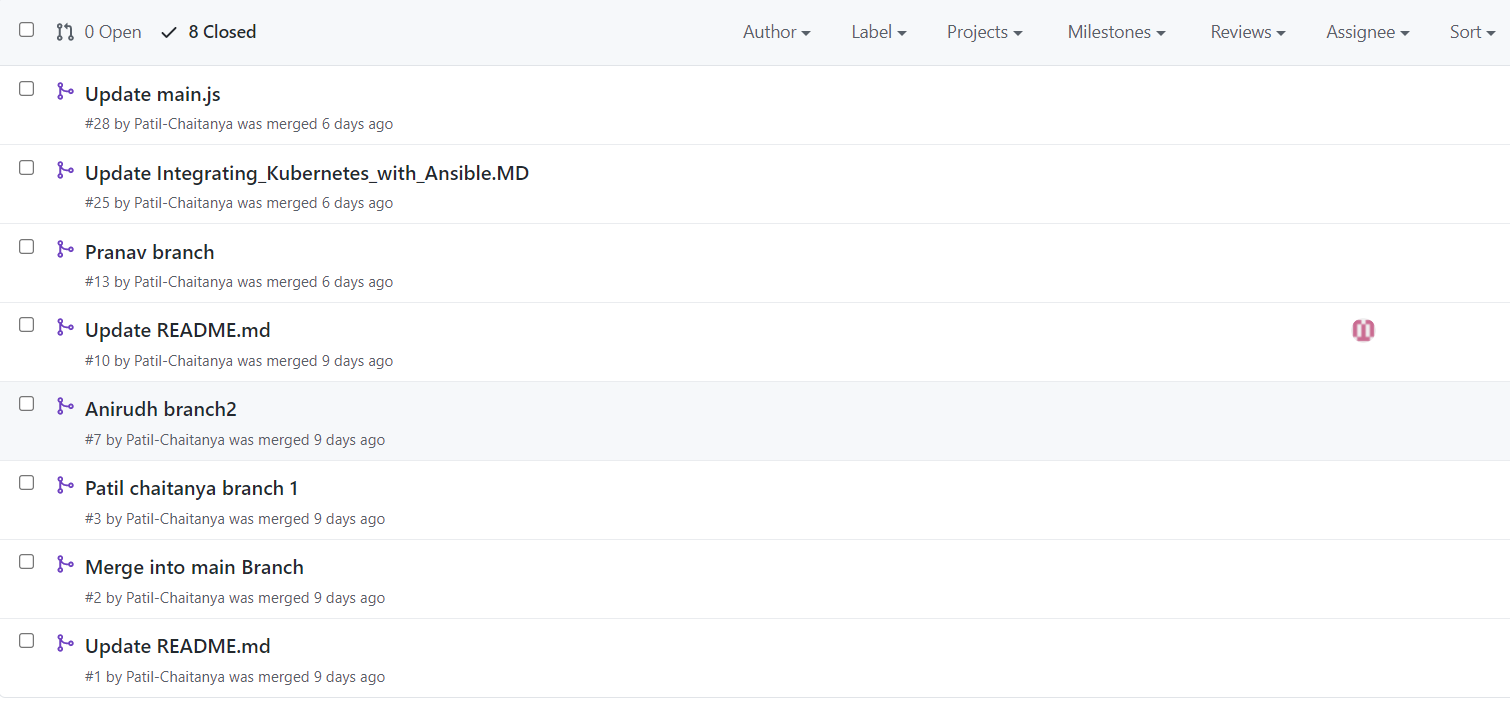 0 Open 8 Closed Author Label Projects Milestones Reviews Assignee Sort
Update main.js
#28 by Patil-Chaitanya was merged 6 days ago
Update Integrating_Kubernetes_with_Ansible.MD
#25 by Patil-Chaitanya was merged 6 days ago
Pranav branch
#13 by Patil-Chaitanya was merged 6 days ago
Update README.md
#10 by Patil-Chaitanya was merged 9 days ago
Anirudh branch2
#7 by Patil-Chaitanya was merged 9 days ago
Patil chaitanya branch 1
#3 by Patil-Chaitanya was merged 9 days ago
Merge into main Branch
#2 by Patil-Chaitanya was merged 9 days ago
Update README.md
#1 by Patil-Chaitanya was merged 9 days ago